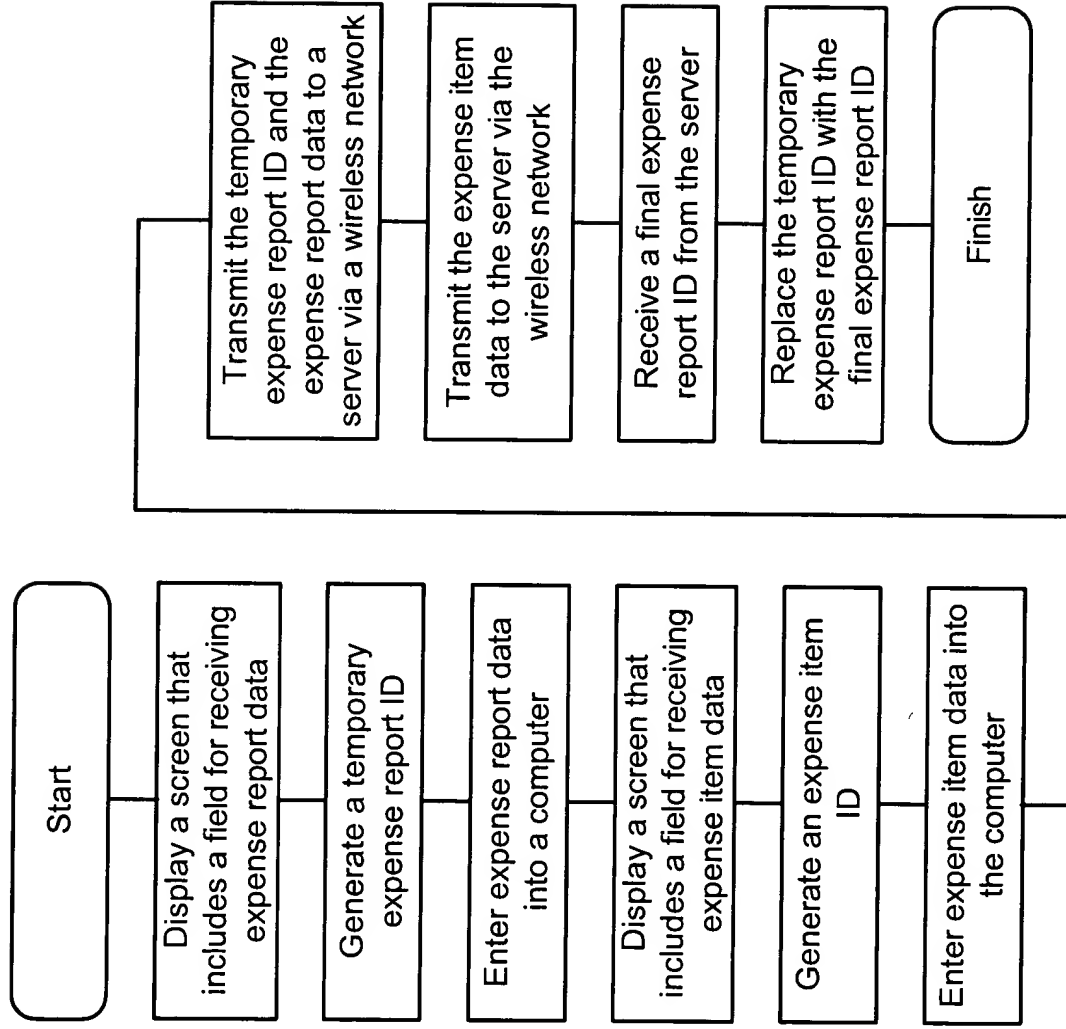 Start
Display a screen that
includes a field for receiving
expense report data
Generate a temporary
expense report ID
Enter expense report data
into a computer
Display a screen that
includes a field for receiving
expense item data
Generate an expense item
ID
Enter expense item data into
the computer
Transmit the temporary
expense report ID and the
expense report data to a
server via a wireless network
Transmit the expense item
data to the server via the
wireless network
Receive a final expense
report ID from the server
Replace the temporary
expense report ID with the
final expense report ID
Finish